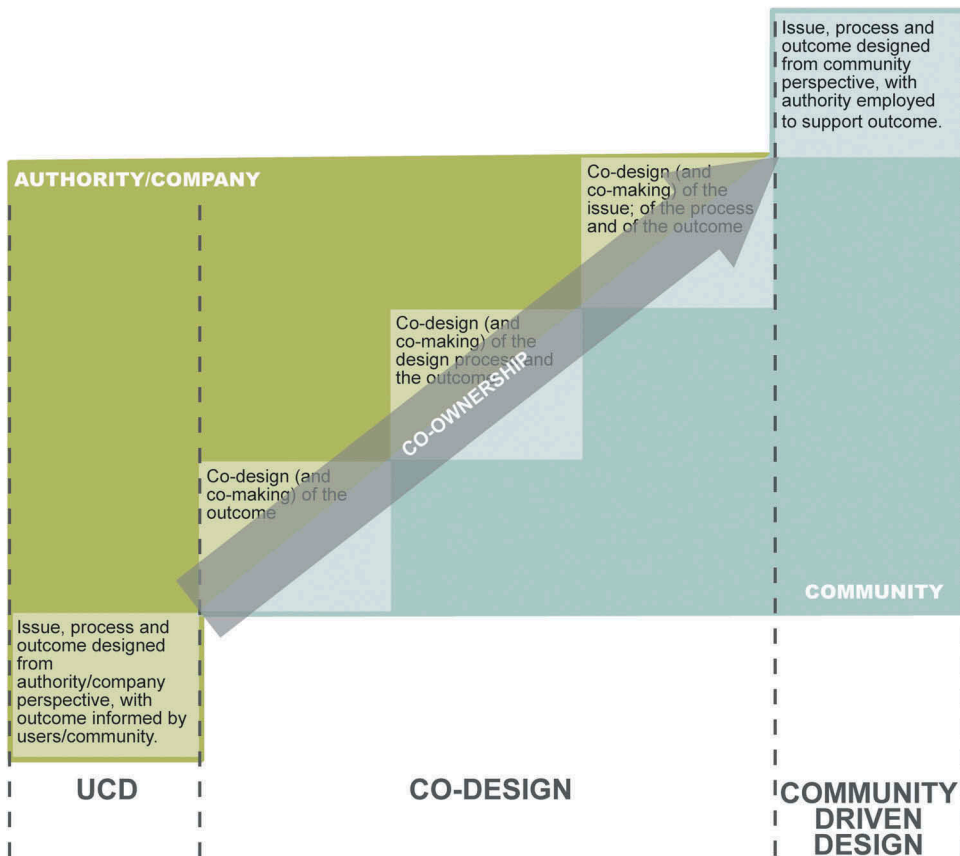 Issue, process and
outcome designed
from community
perspective, with
authority employed
to support outcome.
AUTHORITY/COMPANY
Co-design (and
co-making) of the
issue; of the process
and of the outcome
Co-design (and
co-making) of the
design process and
the outcome
CO-OWNERSHIP
Co-design (and
co-making) of the
outcome
COMMUNITY
Issue, process and
outcome designed
from
authority/company
perspective, with
outcome informed by
users/community.
UCD
CO-DESIGN
COMMUNITY
DRIVEN
DESIGN